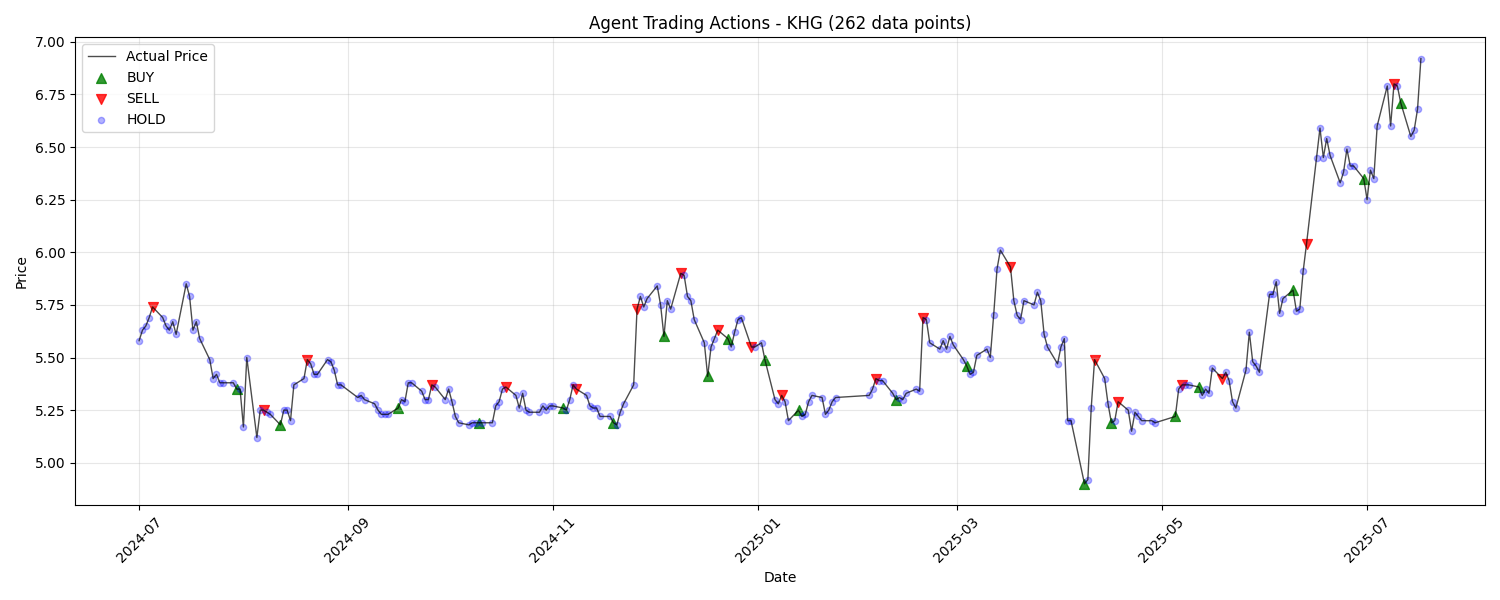 Agent Trading Actions - KHG (262 data points)
Actual Price
BUY
SELL
HOLD
7.00
6.75
6.50
6.25
6.00
5.75
5.50
5.25
5.00
Price
2024-07
2024-09
2024-11
2025-01
2025-03
2025-05
2025-07
Date